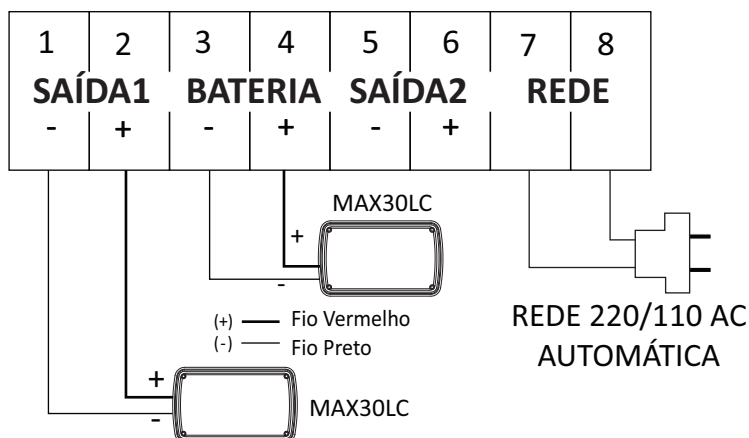 1 2 3 4 5 6 7 8
SAÍDA1 BATERIA SAÍDA2 REDE
- + - + - +
MAX30LC
+
-
(+) Fio Vermelho
(-) Fio Preto
REDE 220/110 AC
AUTOMÁTICA
+
-
MAX30LC